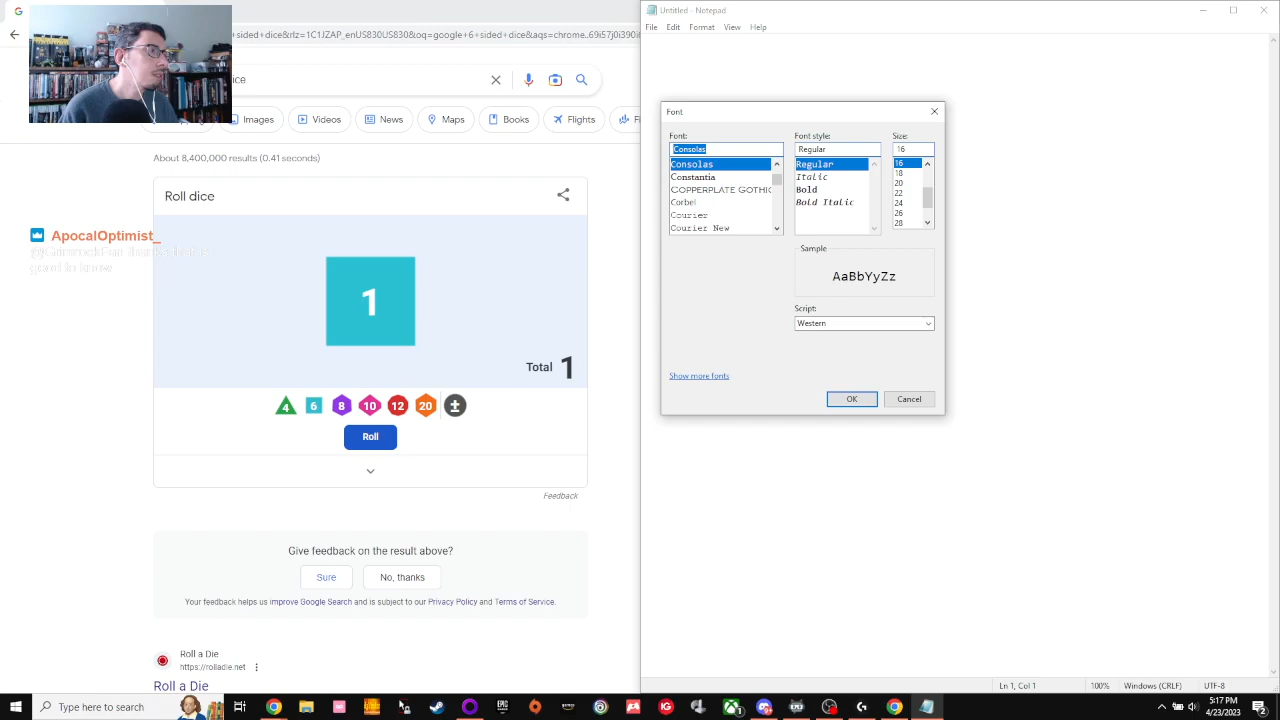 Untitled - Notepad
File Edit Format View Help
sided+dice&rlz=1C1JZAP_enUS830US830&oq=google+6+sided+dice&aqs=chrome..69i57j0i390i
dice
Images Videos News Maps Books Flights
About 8,400,000 results (0.41 seconds)
Roll dice
1
Total 1
4 6 8 10 12 20 ±
Roll
Feedback
Give feedback on the result above?
Sure No, thanks
Your feedback helps us improve Google Search and is subject to our Privacy Policy and Terms of Service.
Roll a Die
https://rolladie.net
Roll a Die
ApocalOptimist_
good to know
Font
Font: Font style: Size:
Consolas Regular 16
Consolas Regular 16
Constantia Italic 18
COPPERPLATE GOTHIC Bold 20
Corbel Bold Italic 22
Courier 24
Courier New 26
28
Sample
AaBbYyZz
Script:
Western
Show more fonts
OK Cancel
Ln 1, Col 1 100% Windows (CRLF) UTF-8
Type here to search
5:17 PM
4/23/2023
2